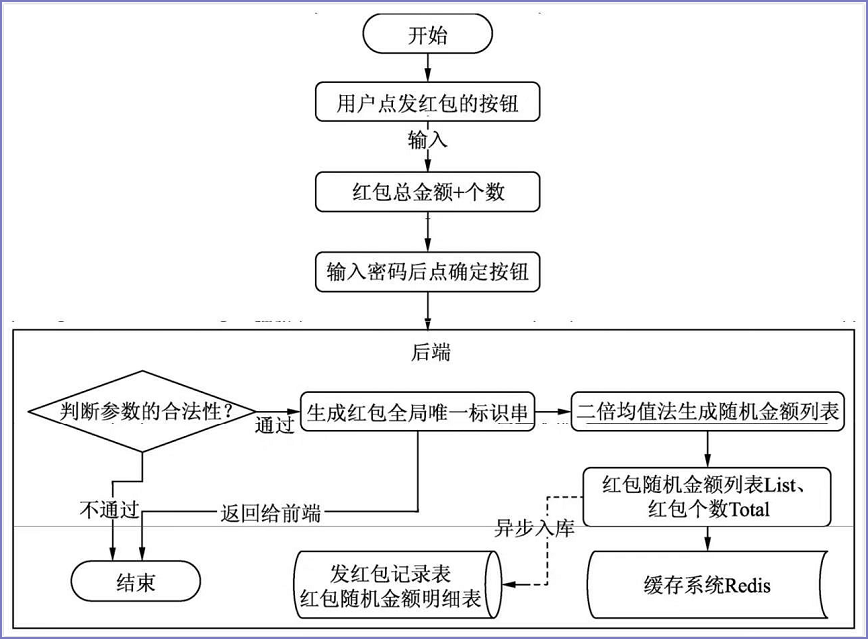 开始
用户点发红包的按钮
输入
红包总金额+个数
输入密码后点确定按钮
后端
判断参数的合法性？
通过
生成红包全局唯一标识串
二倍均值法生成随机金额列表
红包随机金额列表List、
红包个数Total
不通过
返回给前端
异步入库
结束
发红包记录表
红包随机金额明细表
缓存系统Redis